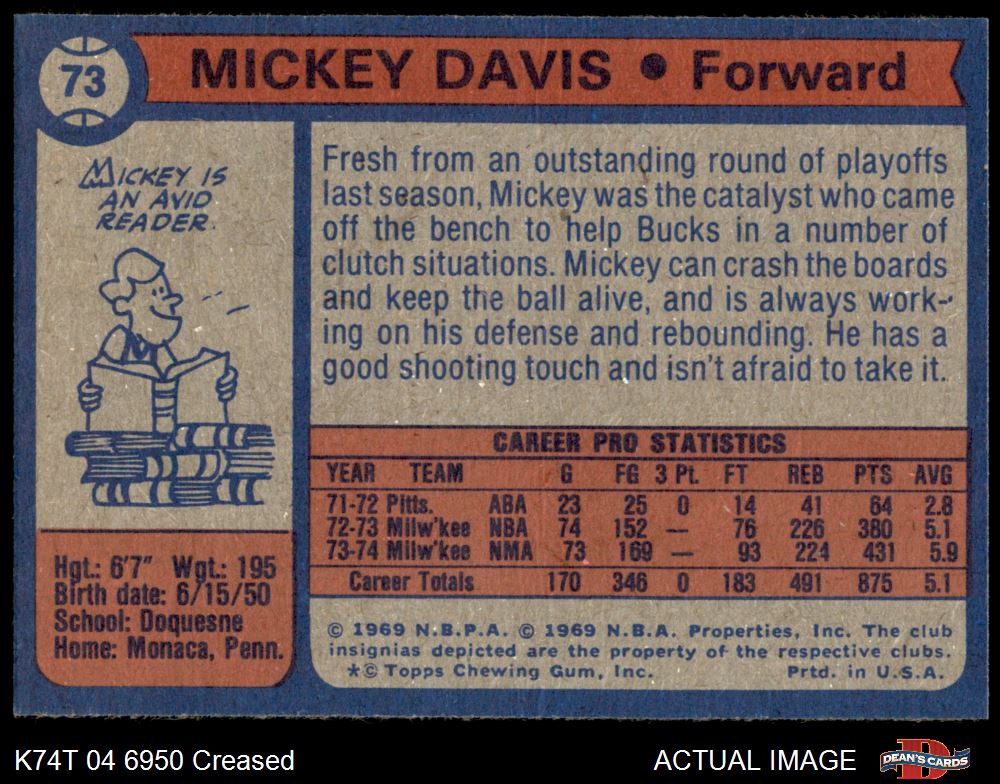 73
MICKEY DAVIS • Forward
MICKEY IS
AN AVID
READER.
Fresh from an outstanding round of playoffs
last season, Mickey was the catalyst who came
off the bench to help Bucks in a number of
clutch situations. Mickey can crash the boards
and keep the ball alive, and is always work-
ing on his defense and rebounding. He has a
good shooting touch and isn't afraid to take it.
CAREER PRO STATISTICS
YEAR TEAM G FG 3 Pt. FT REB PTS AVG
71-72 Pitts. ABA 23 25 0 14 41 64 2.8
72-73 Milw'kee NBA 74 152 — 76 226 380 5.1
73-74 Milw'kee NMA 73 169 — 93 224 431 5.9
Career Totals 170 346 0 183 491 875 5.1
Hgt.: 6'7" Wgt.: 195
Birth date: 6/15/50
School: Doquesne
Home: Monaca, Penn.
© 1969 N.B.P.A. © 1969 N.B.A. Properties, Inc. The club
insignias depicted are the property of the respective clubs.
*© Topps Chewing Gum, Inc. Prtd. in U.S.A.
K74T 04 6950 Creased
ACTUAL IMAGE
D
DEAN'S CARDS